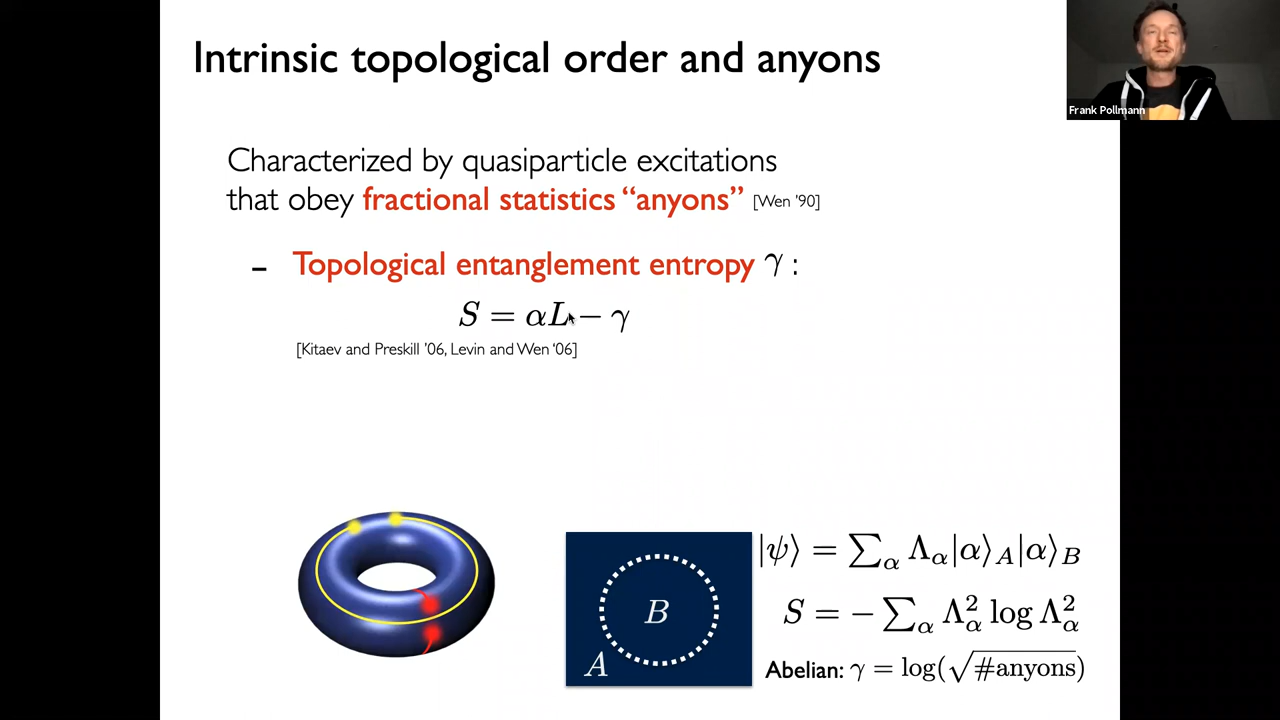 Intrinsic topological order and anyons
Frank Pollmann
Characterized by quasiparticle excitations
that obey fractional statistics “anyons” [Wen ’90]
– Topological entanglement entropy γ :
S = αL − γ
[Kitaev and Preskill ’06, Levin and Wen ‘06]
|ψ⟩ = ∑_α Λ_α|α⟩_A|α⟩_B
S = − ∑_α Λ_α^2 log Λ_α^2
B
A
Abelian: γ = log(√#anyons)